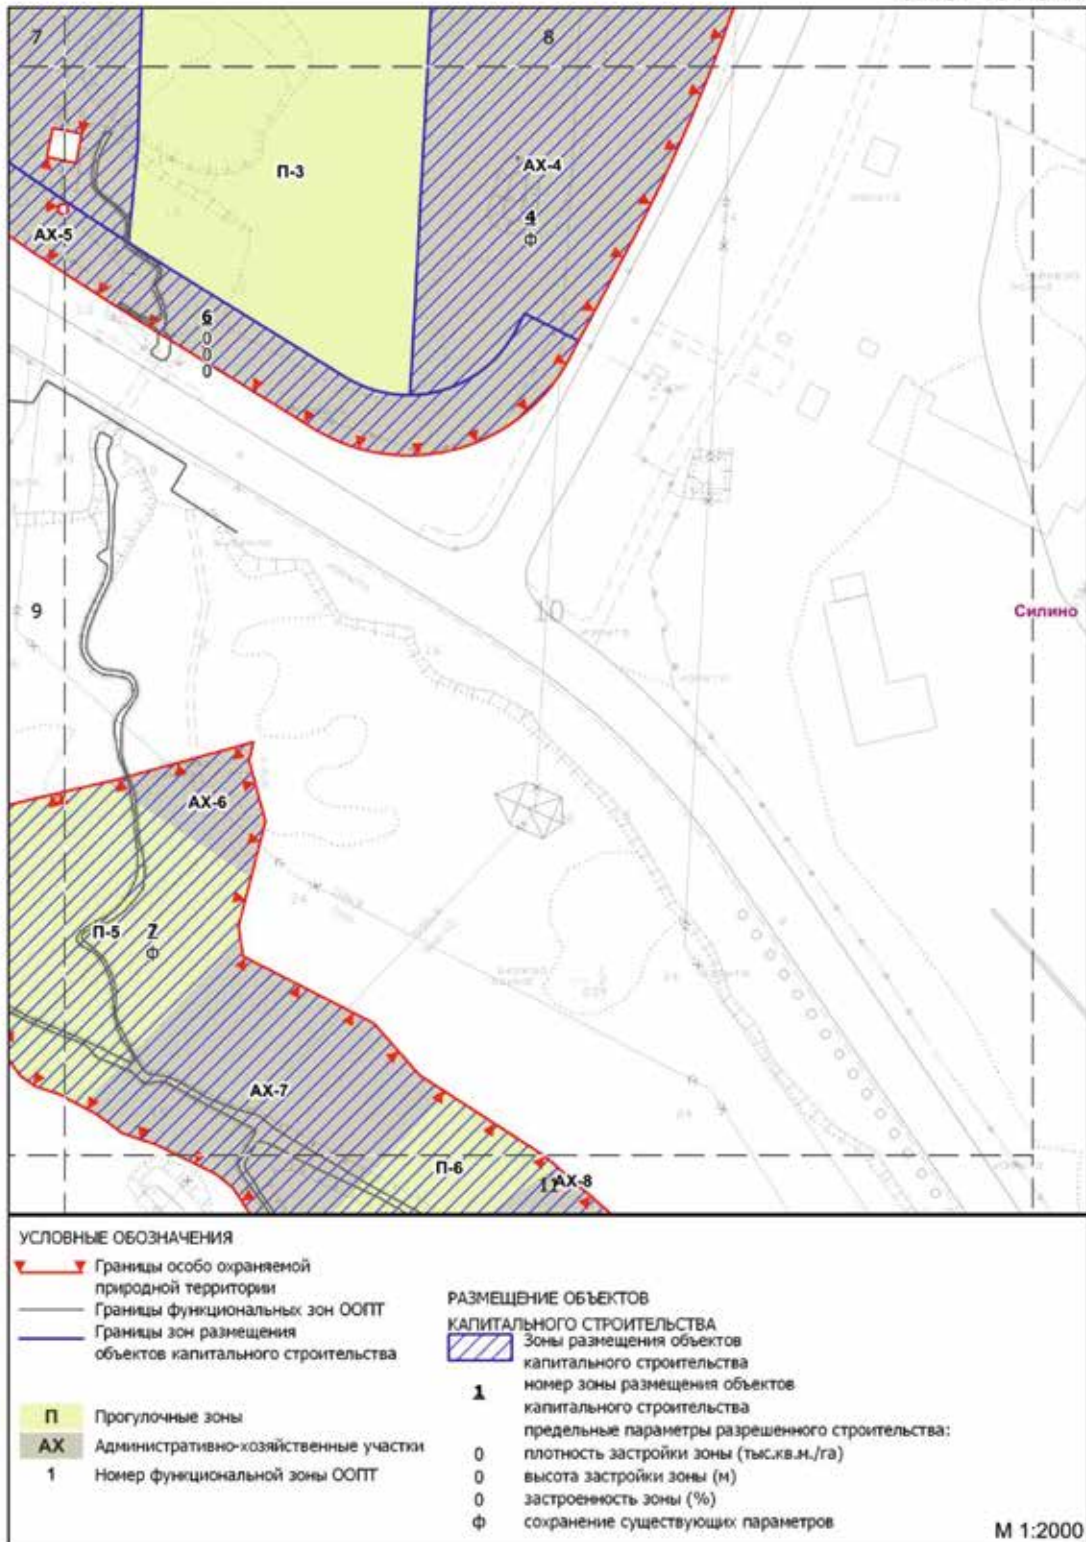 7
8
П-3
АХ-4
4
ф
АХ-5
6
0
0
0
9
10
Силино
АХ-6
П-5
7
ф
АХ-7
П-6
11
АХ-8
УСЛОВНЫЕ ОБОЗНАЧЕНИЯ
Границы особо охраняемой
природной территории
Границы функциональных зон ООПТ
Границы зон размещения
объектов капитального строительства
П Прогулочные зоны
АХ Административно-хозяйственные участки
1 Номер функциональной зоны ООПТ
РАЗМЕЩЕНИЕ ОБЪЕКТОВ
КАПИТАЛЬНОГО СТРОИТЕЛЬСТВА
Зоны размещения объектов
капитального строительства
1 номер зоны размещения объектов
капитального строительства
предельные параметры разрешенного строительства:
0 плотность застройки зоны (тыс.кв.м./га)
0 высота застройки зоны (м)
0 застроенность зоны (%)
ф сохранение существующих параметров
М 1:2000